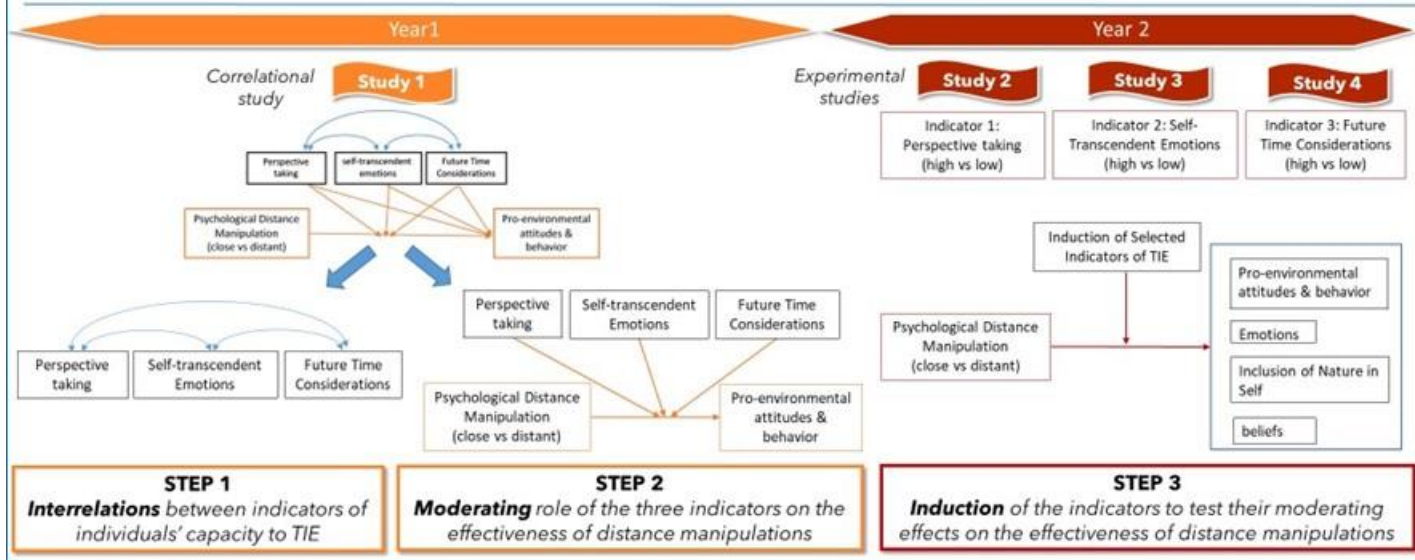 Year1
Year 2
Correlational
study
Study 1
Perspective
taking
self-transcendent
emotions
Future Time
Considerations
Psychological Distance
Manipulation
(close vs distant)
Pro-environmental
attitudes &
behavior
Perspective
taking
Self-transcendent
Emotions
Future Time
Considerations
Perspective
taking
Self-transcendent
Emotions
Future Time
Considerations
Psychological Distance
Manipulation
(close vs distant)
Pro-environmental
attitudes &
behavior
STEP 1
Interrelations between indicators of
individuals' capacity to TIE
STEP 2
Moderating role of the three indicators on the
effectiveness of distance manipulations
Experimental
studies
Study 2
Study 3
Study 4
Indicator 1:
Perspective taking
(high vs low)
Indicator 2: Self-
Transcendent Emotions
(high vs low)
Indicator 3: Future
Time Considerations
(high vs low)
Induction of Selected
Indicators of TIE
Psychological Distance
Manipulation
(close vs distant)
Pro-environmental
attitudes & behavior
Emotions
Inclusion of Nature in
Self
beliefs
STEP 3
Induction of the indicators to test their moderating
effects on the effectiveness of distance manipulations